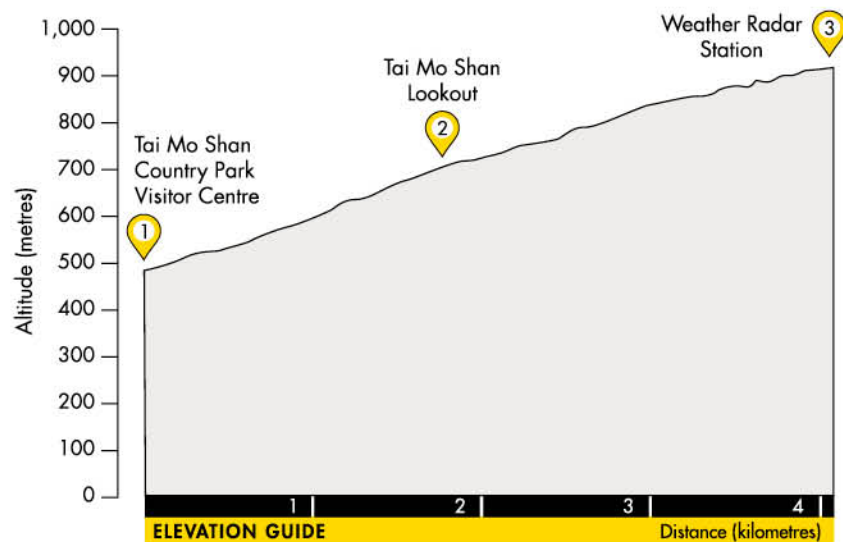 1,000
900
800
700
600
500
400
300
200
100
0
Altitude (metres)
Tai Mo Shan
Country Park
Visitor Centre
1
Tai Mo Shan
Lookout
2
Weather Radar
Station
3
1 2 3 4
ELEVATION GUIDE Distance (kilometres)